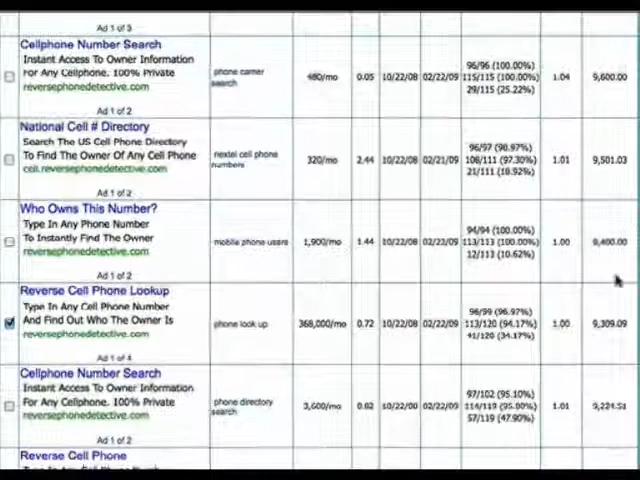 Ad 1 of 3
Cellphone Number Search
Instant Access To Owner Information
For Any Cellphone. 100% Private
reversephonedetective.com
phone carrier
search
480/mo
0.05
10/22/08
02/22/09
96/96 (100.00%)
115/115 (100.00%)
29/115 (25.22%)
1.04
9,600.00
Ad 1 of 2
National Cell # Directory
Search The US Cell Phone Directory
To Find The Owner Of Any Cell Phone
cell.reversephonedetective.com
nextel cell phone
numbers
320/mo
2.44
10/22/08
02/21/09
96/97 (98.97%)
108/111 (97.30%)
21/111 (18.92%)
1.01
9,501.03
Ad 1 of 2
Who Owns This Number?
Type In Any Phone Number
To Instantly Find The Owner
reversephonedetective.com
mobile phone users
1,900/mo
1.44
10/22/08
02/22/09
94/94 (100.00%)
113/113 (100.00%)
12/113 (10.62%)
1.00
9,400.00
Ad 1 of 2
Reverse Cell Phone Lookup
Type In Any Cell Phone Number
And Find Out Who The Owner Is
reversephonedetective.com
phone look up
368,000/mo
0.72
10/22/08
02/22/09
96/99 (96.97%)
113/120 (94.17%)
41/120 (34.17%)
1.00
9,309.09
Ad 1 of 4
Cellphone Number Search
Instant Access To Owner Information
For Any Cellphone. 100% Private
reversephonedetective.com
phone directory
search
3,600/mo
0.82
02/22/09
97/102 (95.10%)
57/119 (47.90%)
1.01
9,224.51
Ad 1 of 2
Reverse Cell Phone